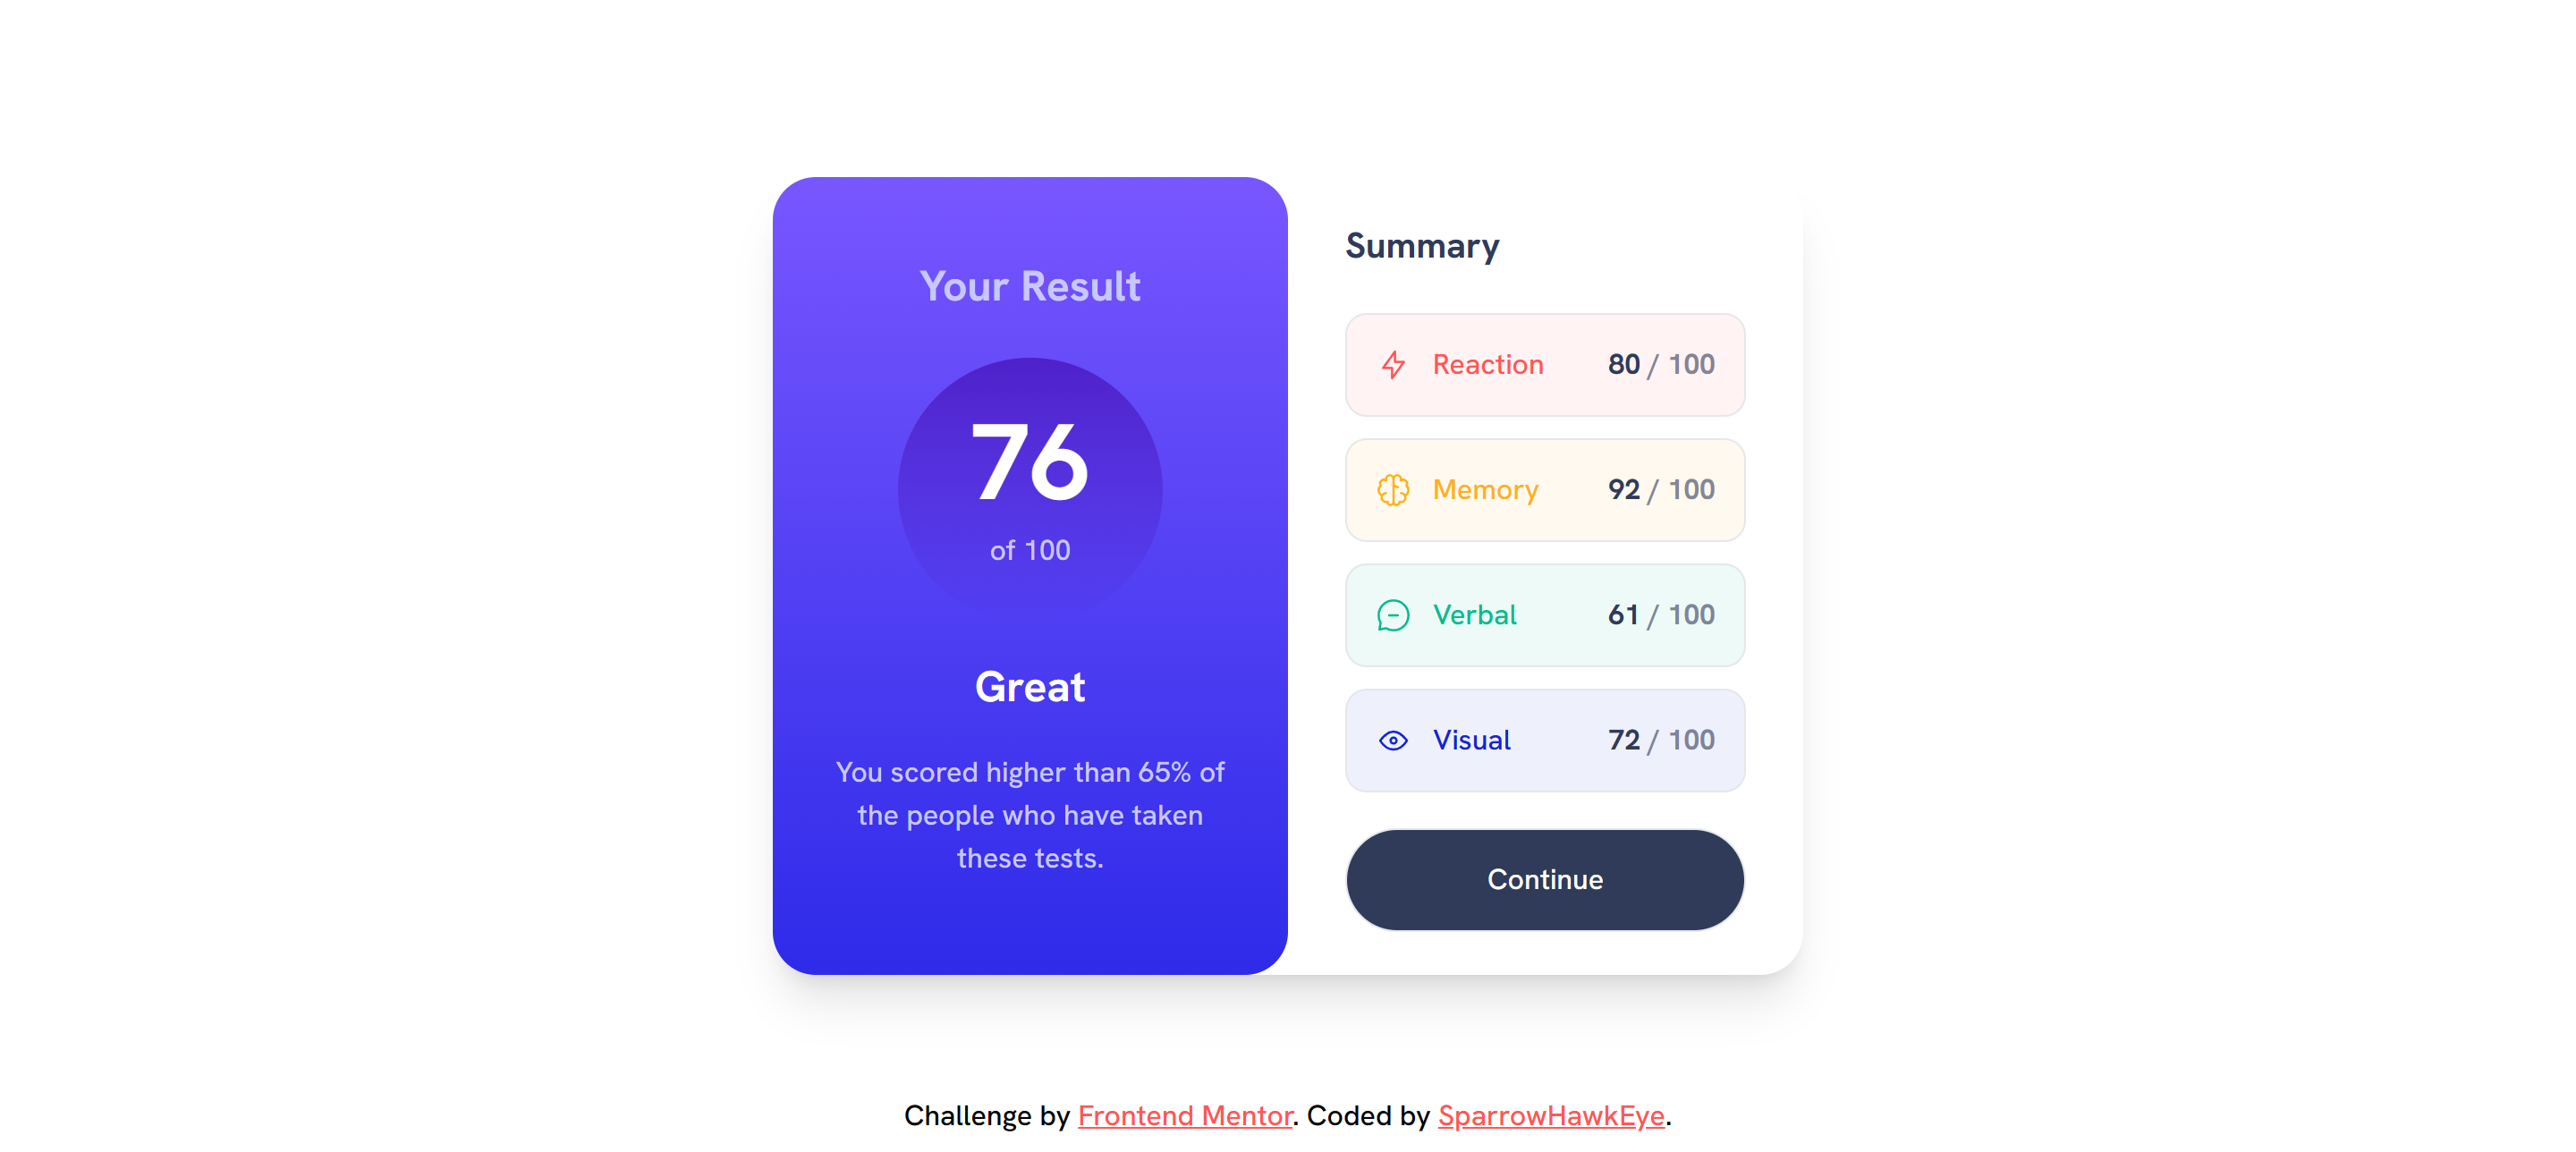 Your Result
76
of 100
Great
You scored higher than 65% of
the people who have taken
these tests.
Summary
Reaction 80 / 100
Memory 92 / 100
Verbal 61 / 100
Visual 72 / 100
Continue
Challenge by Frontend Mentor. Coded by SparrowHawkEye.